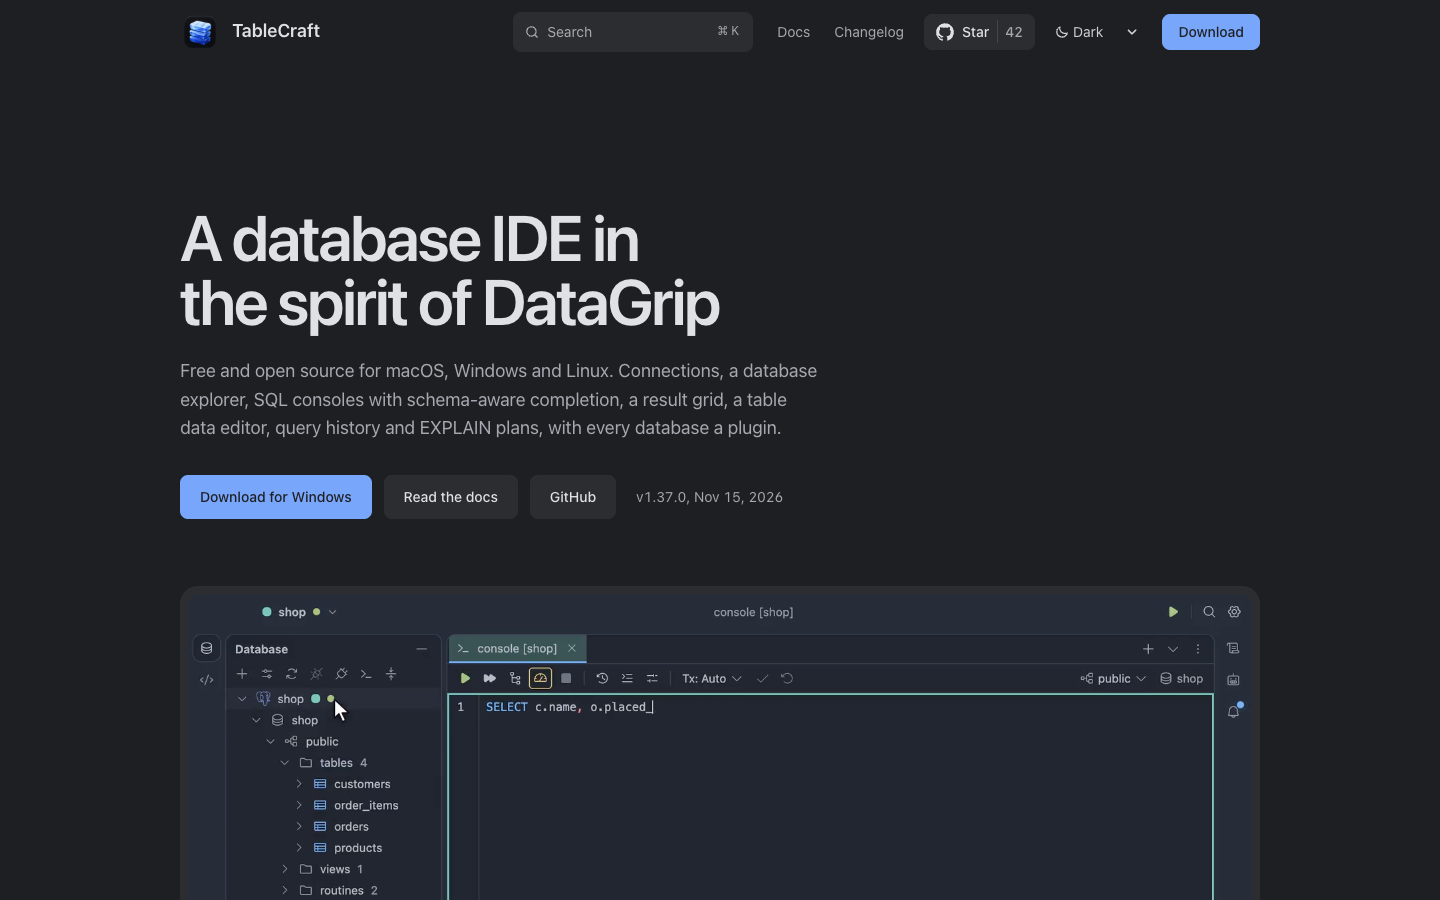 TableCraft
Search ⌘ K
Docs
Changelog
Star 42
Dark
Download
A database IDE in
the spirit of DataGrip
Free and open source for macOS, Windows and Linux. Connections, a database
explorer, SQL consoles with schema-aware completion, a result grid, a table
data editor, query history and EXPLAIN plans, with every database a plugin.
Download for Windows
Read the docs
GitHub
v1.37.0, Nov 15, 2026
shop
console [shop]
Database
console [shop]
Tx: Auto
public
shop
shop
1 SELECT c.name, o.placed_
shop
public
tables 4
customers
order_items
orders
products
views 1
routines 2